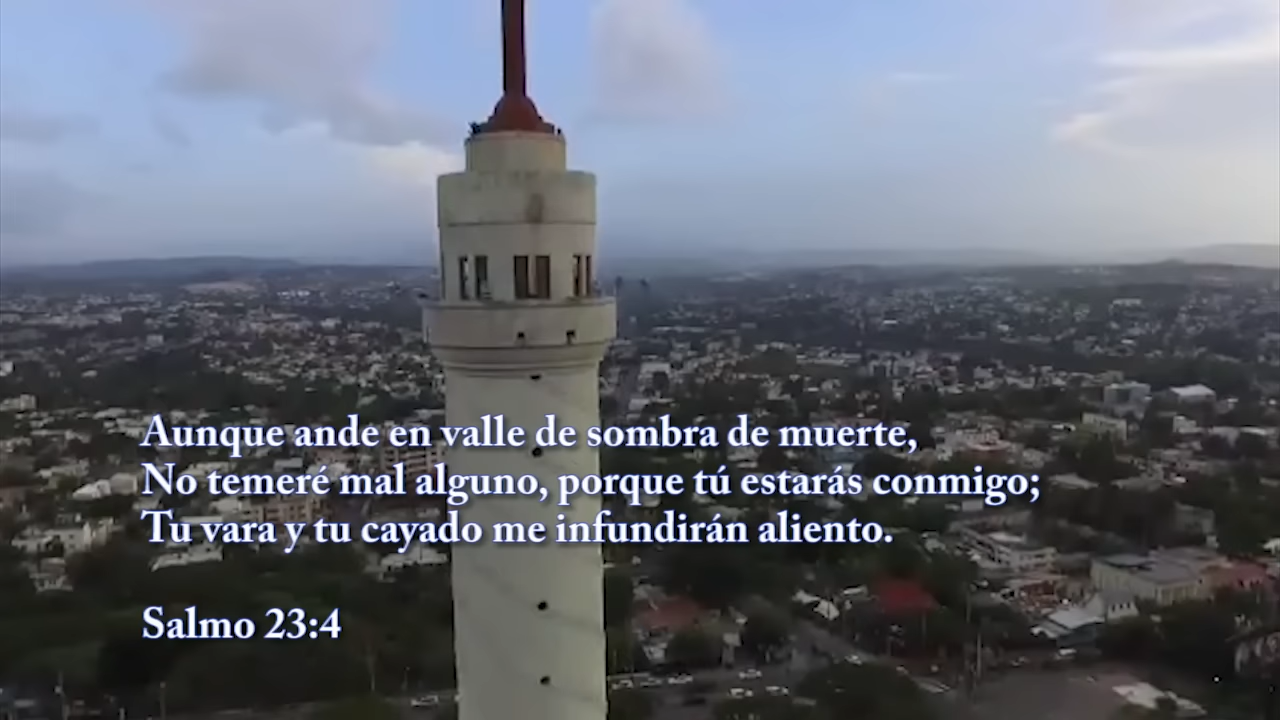 Aunque ande en valle de sombra de muerte,
No temeré mal alguno, porque tú estarás conmigo;
Tu vara y tu cayado me infundirán aliento.
Salmo 23:4